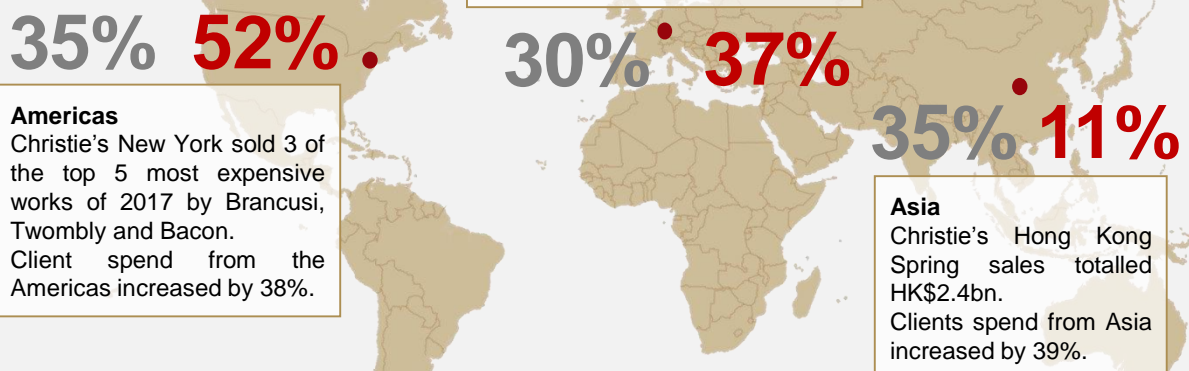 35% 52%
30% 37%
35% 11%
Americas
Christie's New York sold 3 of
the top 5 most expensive
works of 2017 by Brancusi,
Twombly and Bacon.
Client spend from the
Americas increased by 38%.
Asia
Christie's Hong Kong
Spring sales totalled
HK$2.4bn.
Clients spend from Asia
increased by 39%.